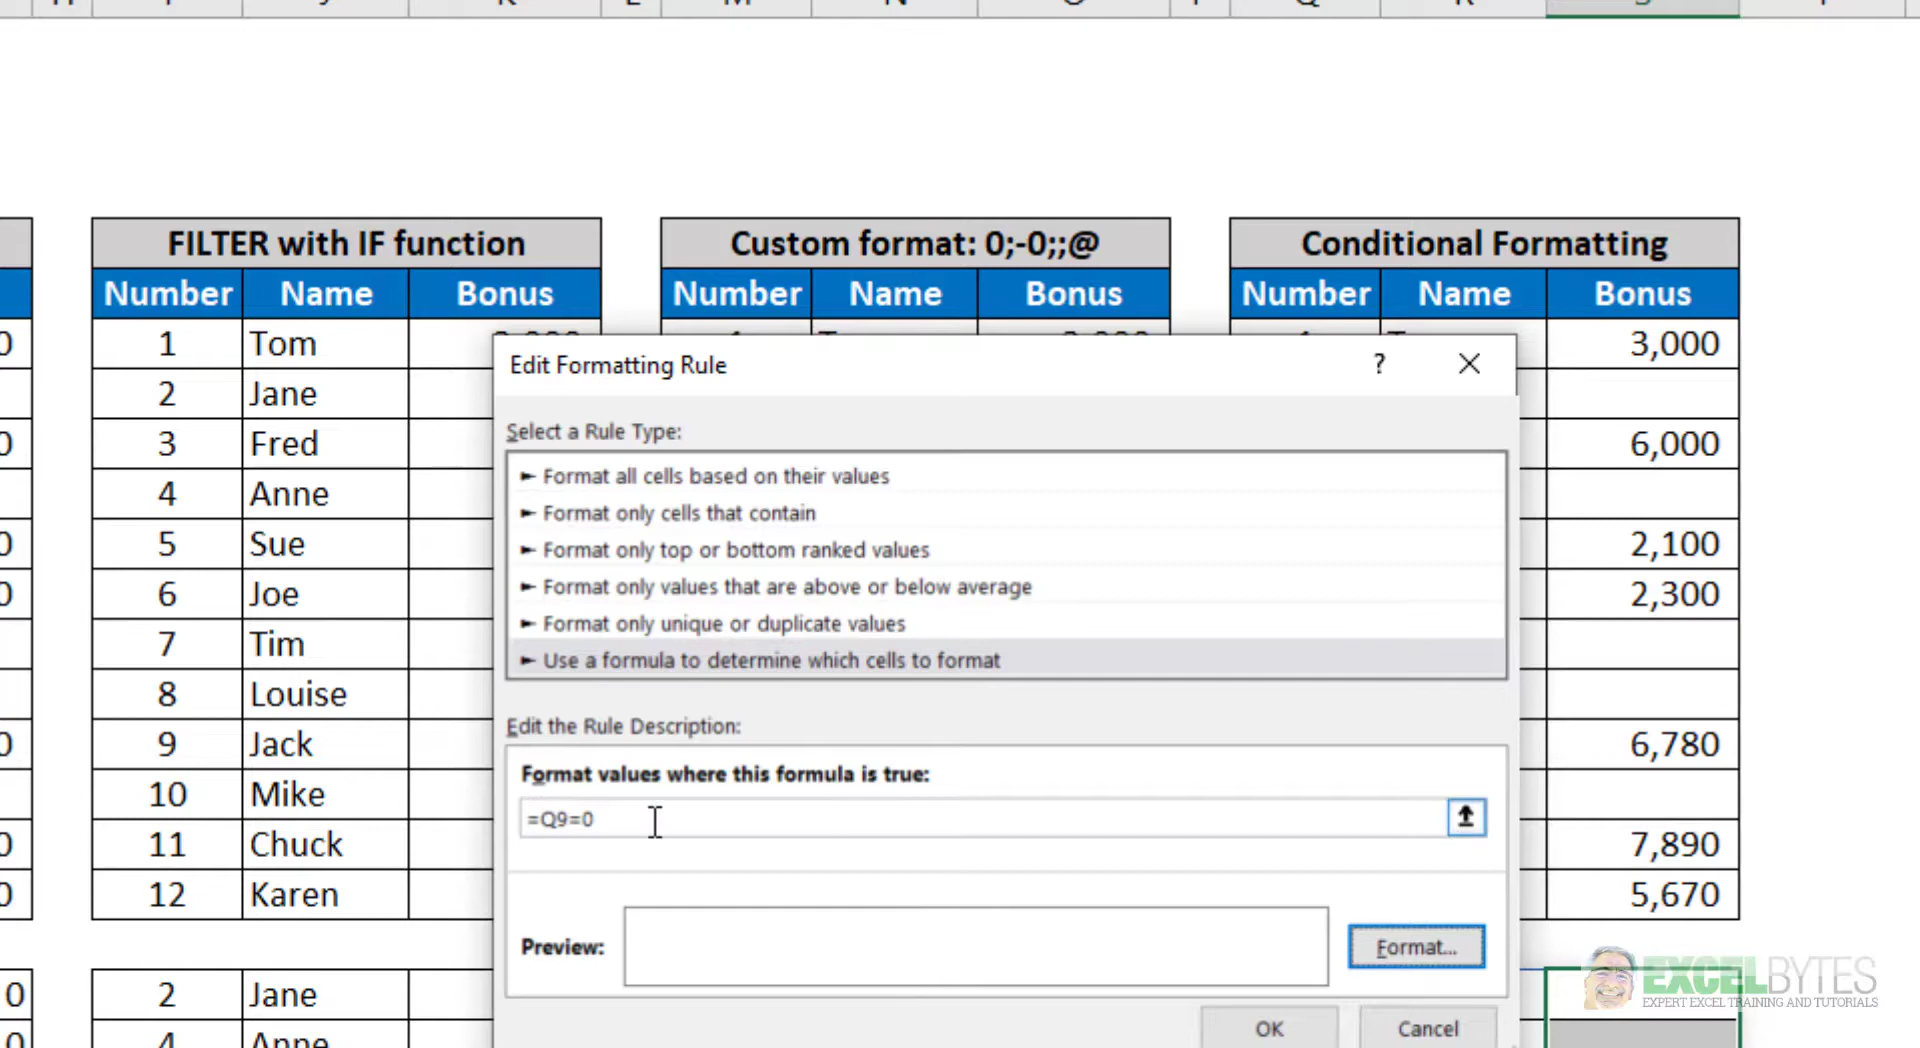 FILTER with IF function
Custom format: 0;-0;;@
Conditional Formatting
Number Name Bonus
Number Name Bonus
Number Name Bonus
1 Tom
3,000
2 Jane
3 Fred
6,000
4 Anne
5 Sue
2,100
6 Joe
2,300
7 Tim
8 Louise
9 Jack
6,780
10 Mike
11 Chuck
7,890
12 Karen
5,670
0 2 Jane
4 Anne
Edit Formatting Rule
?
Select a Rule Type:
► Format all cells based on their values
► Format only cells that contain
► Format only top or bottom ranked values
► Format only values that are above or below average
► Format only unique or duplicate values
► Use a formula to determine which cells to format
Edit the Rule Description:
Format values where this formula is true:
=Q9=0
Preview:
Format...
OK
Cancel
EXCELBYTES
EXPERT EXCEL TRAINING AND TUTORIALS